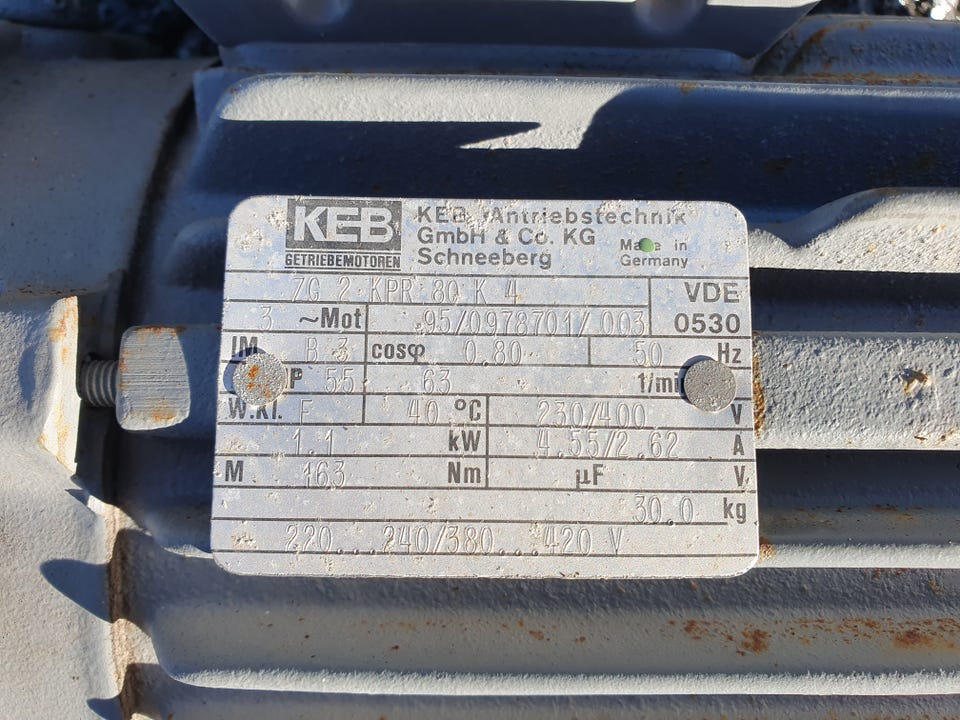 KEB KEB Antriebstechnik
GmbH & Co. KG Made in
GETRIEBEMOTOREN Schneeberg Germany
ZG 2 KPR 80 K 4 VDE
3 ~Mot 95/0978701/003 0530
IM B 3 cosφ 0.80 50 Hz
P 55 63 1/min
W.Kl. F 40 °C 230/400 V
1.1 kW 4.55/2.62 A
M 163 Nm µF V
30.0 kg
220...240/380...420 V